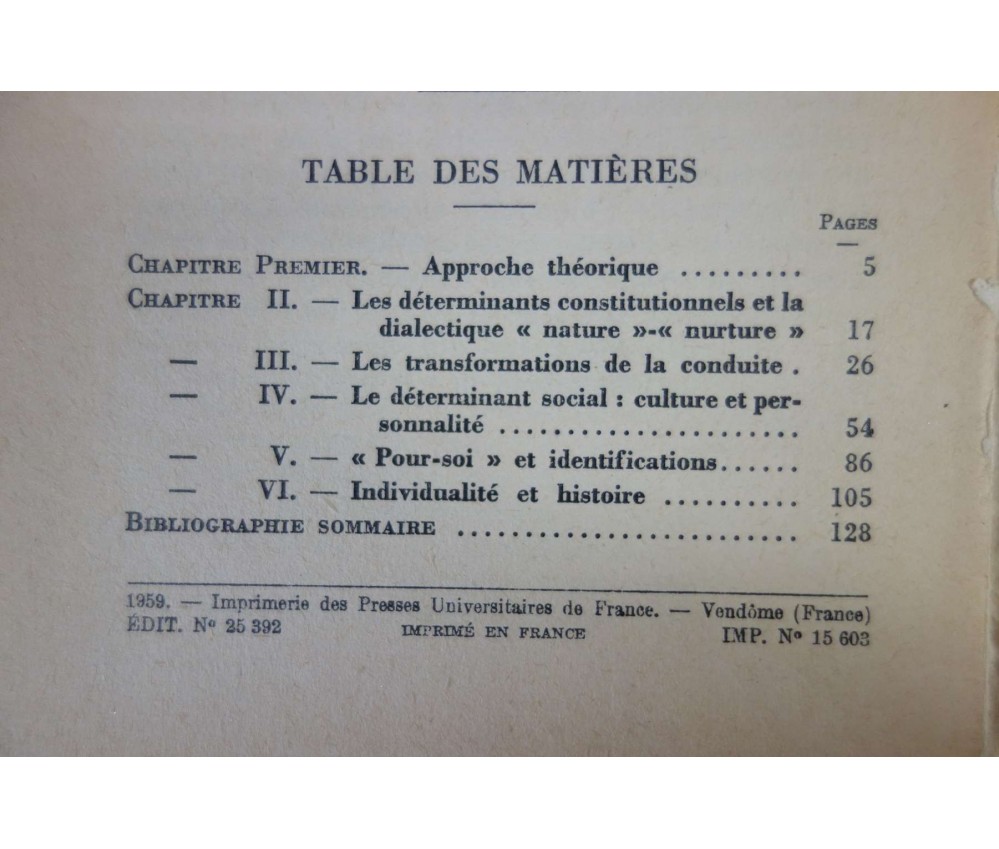 TABLE DES MATIÈRES
PAGES
CHAPITRE PREMIER. — Approche théorique ......... 5
CHAPITRE II. — Les déterminants constitutionnels et la
dialectique « nature »-« nurture » 17
— III. — Les transformations de la conduite . 26
— IV. — Le déterminant social : culture et per-
sonnalité ....................... 54
— V. — « Pour-soi » et identifications...... 86
— VI. — Individualité et histoire .......... 105
BIBLIOGRAPHIE SOMMAIRE .......................... 128
1959. — Imprimerie des Presses Universitaires de France. — Vendôme (France)
ÉDIT. Nº 25 392 IMPRIMÉ EN FRANCE IMP. Nº 15 603